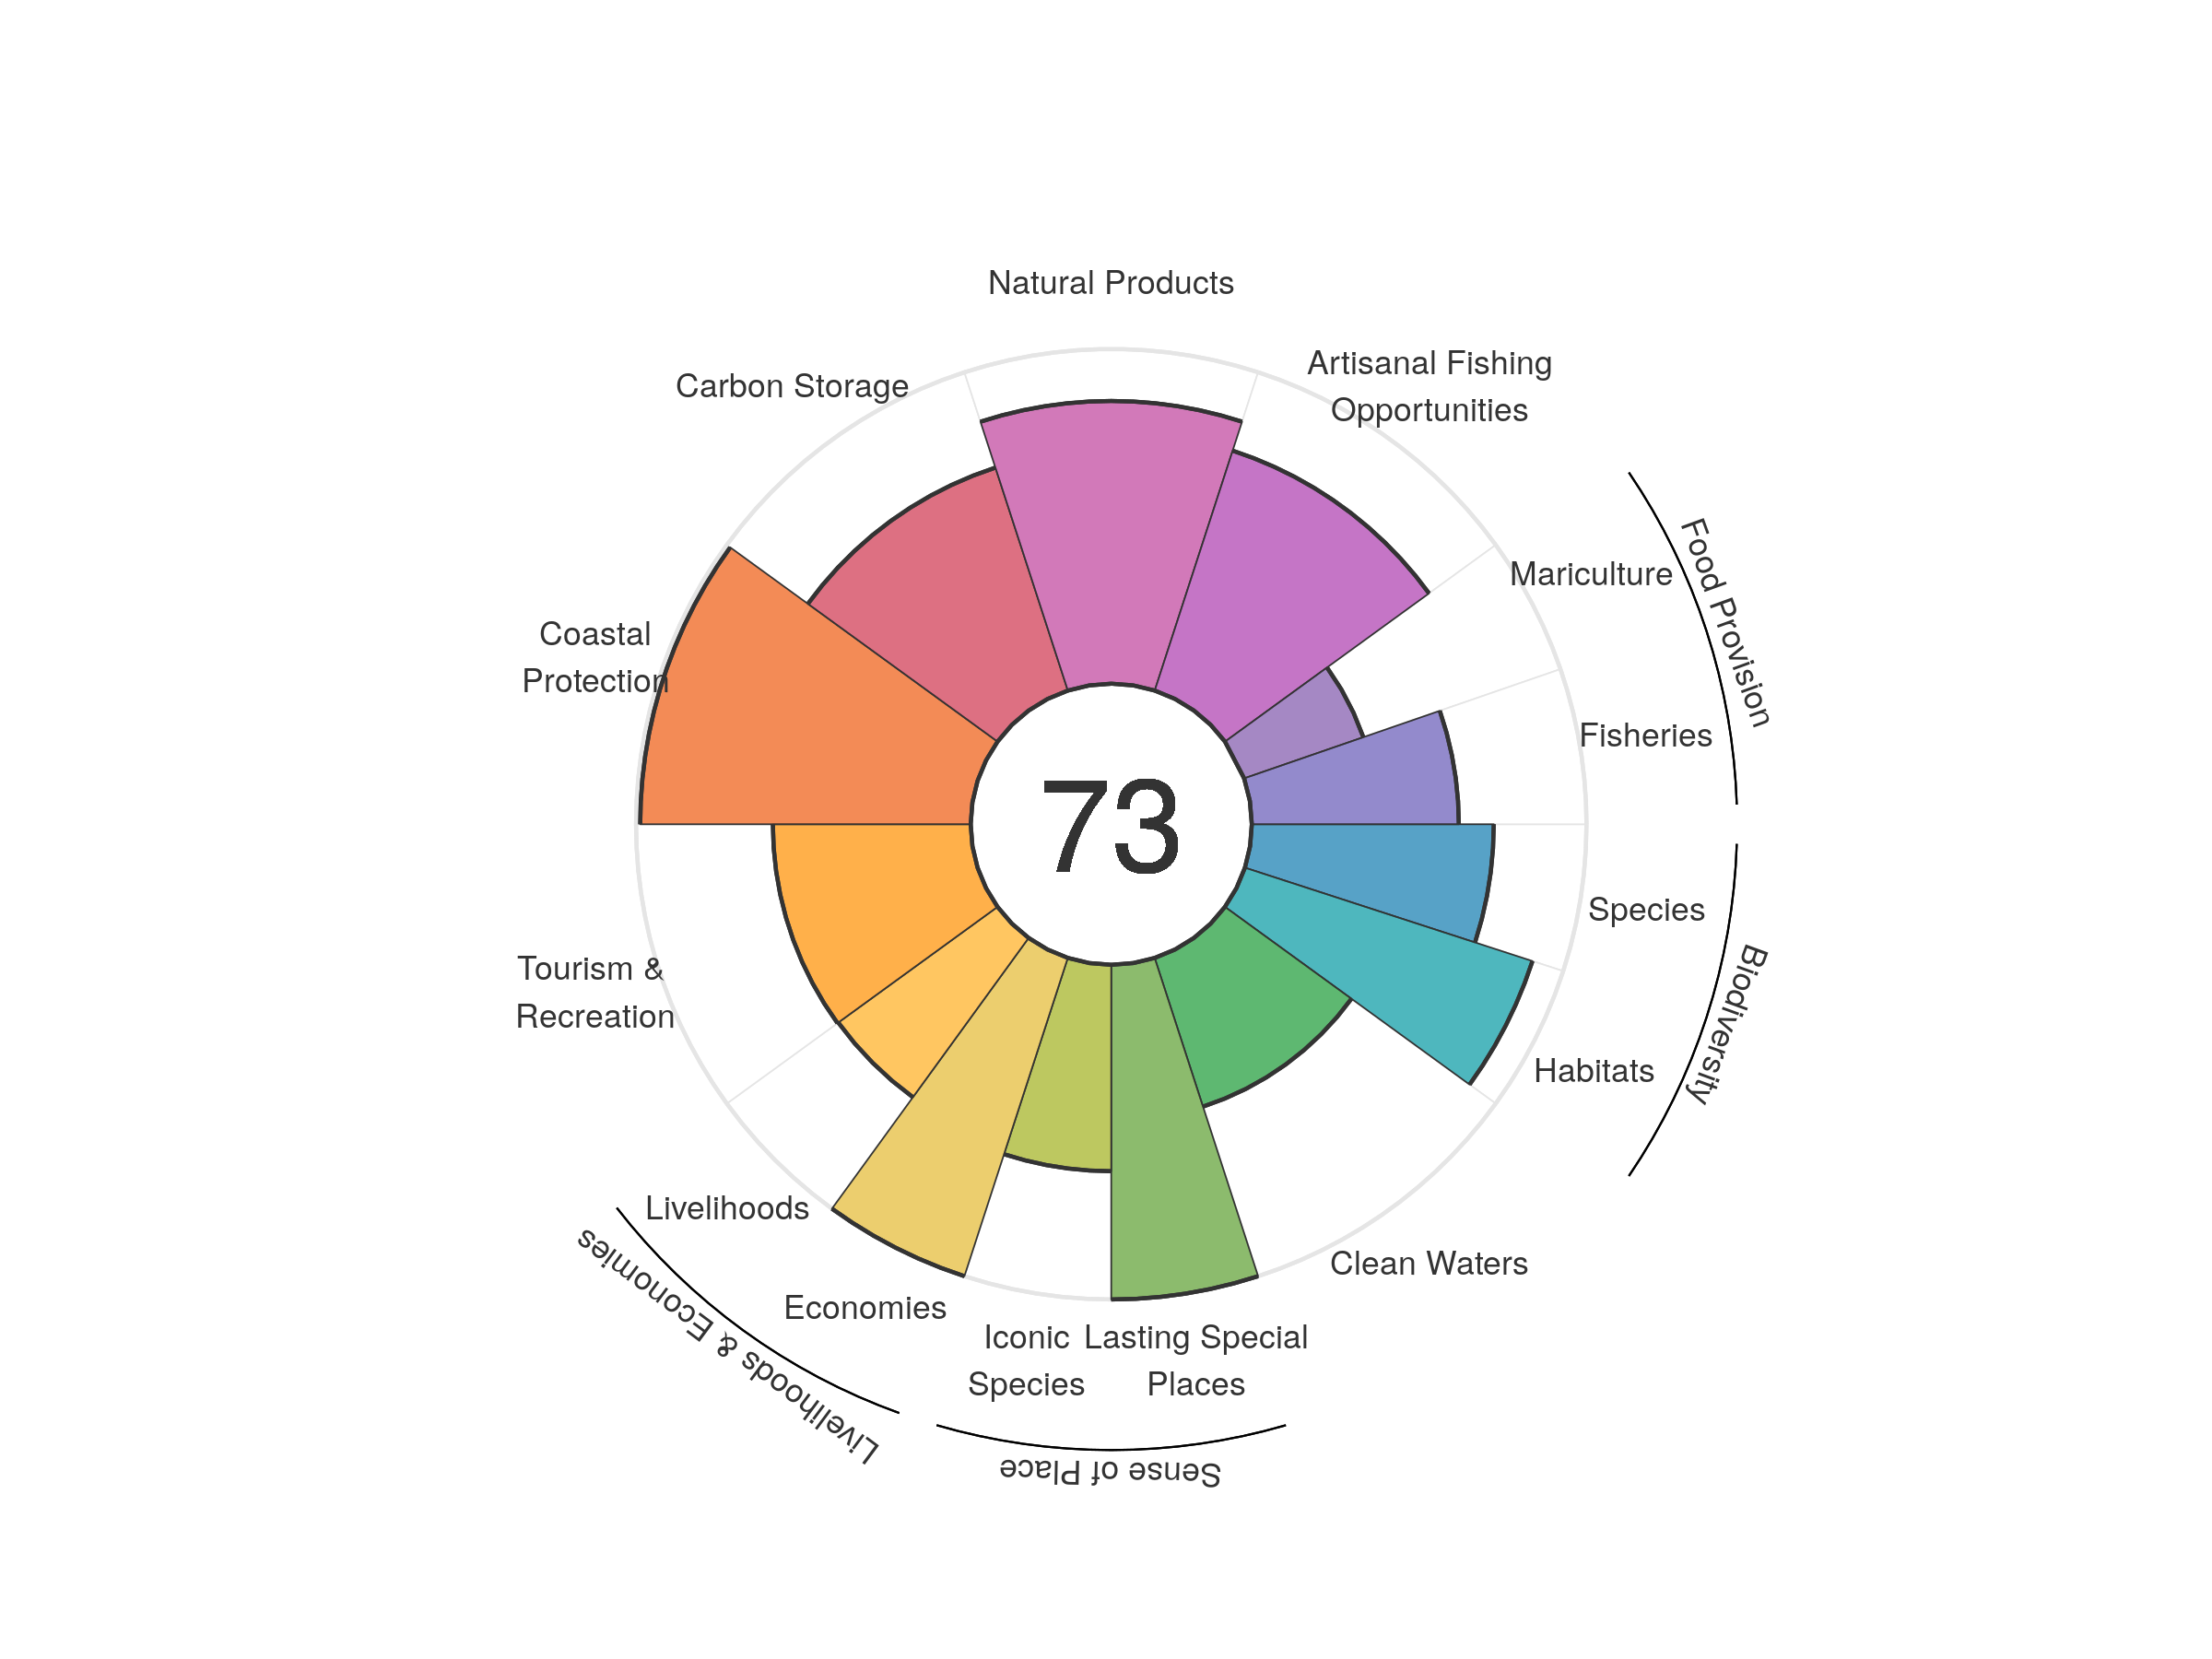 Natural Products
Artisanal Fishing
Opportunities
Carbon Storage
Food Provision
Mariculture
Coastal
Protection
Fisheries
73
Species
Biodiversity
Tourism &
Recreation
Habitats
Livelihoods
Clean Waters
Livelihoods & Economies
Economies
Iconic
Species
Lasting Special
Places
Sense of Place